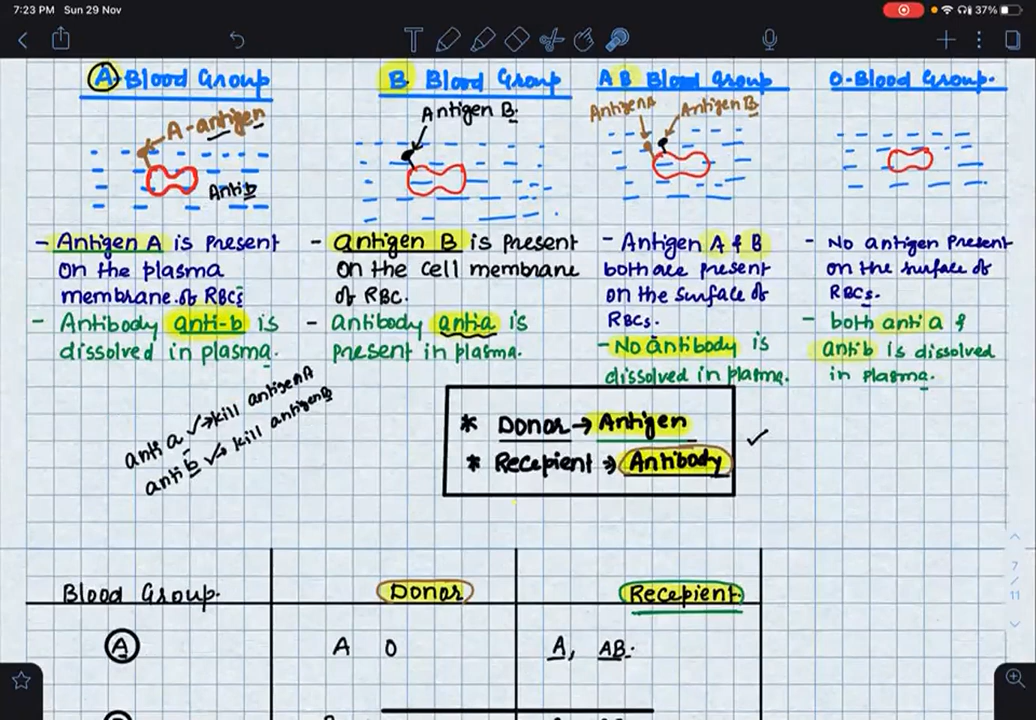 7:23 PM Sun 29 Nov
37%
A-Blood Group
A-antigen
Anti b
- Antigen A is present
on the plasma
membrane of RBCs
- Antibody anti-b is
dissolved in plasma.
anti a → kill antigen A
anti b → kill antigen B
B Blood Group
Antigen B
- antigen B is present
on the cell membrane
of RBC.
- antibody anti a is
present in plasma.
AB Blood Group
Antigen A
Antigen B
- Antigen A & B
both are present
on the surface of
RBCs.
- No antibody is
dissolved in plasma.
O-Blood Group.
- No antigen present
on the surface of
RBCs.
- both anti a &
anti b is dissolved
in plasma.
* Donor → Antigen
* Recepient → Antibody
7
/
11
Blood Group. Donor Recepient
A A O A, AB.